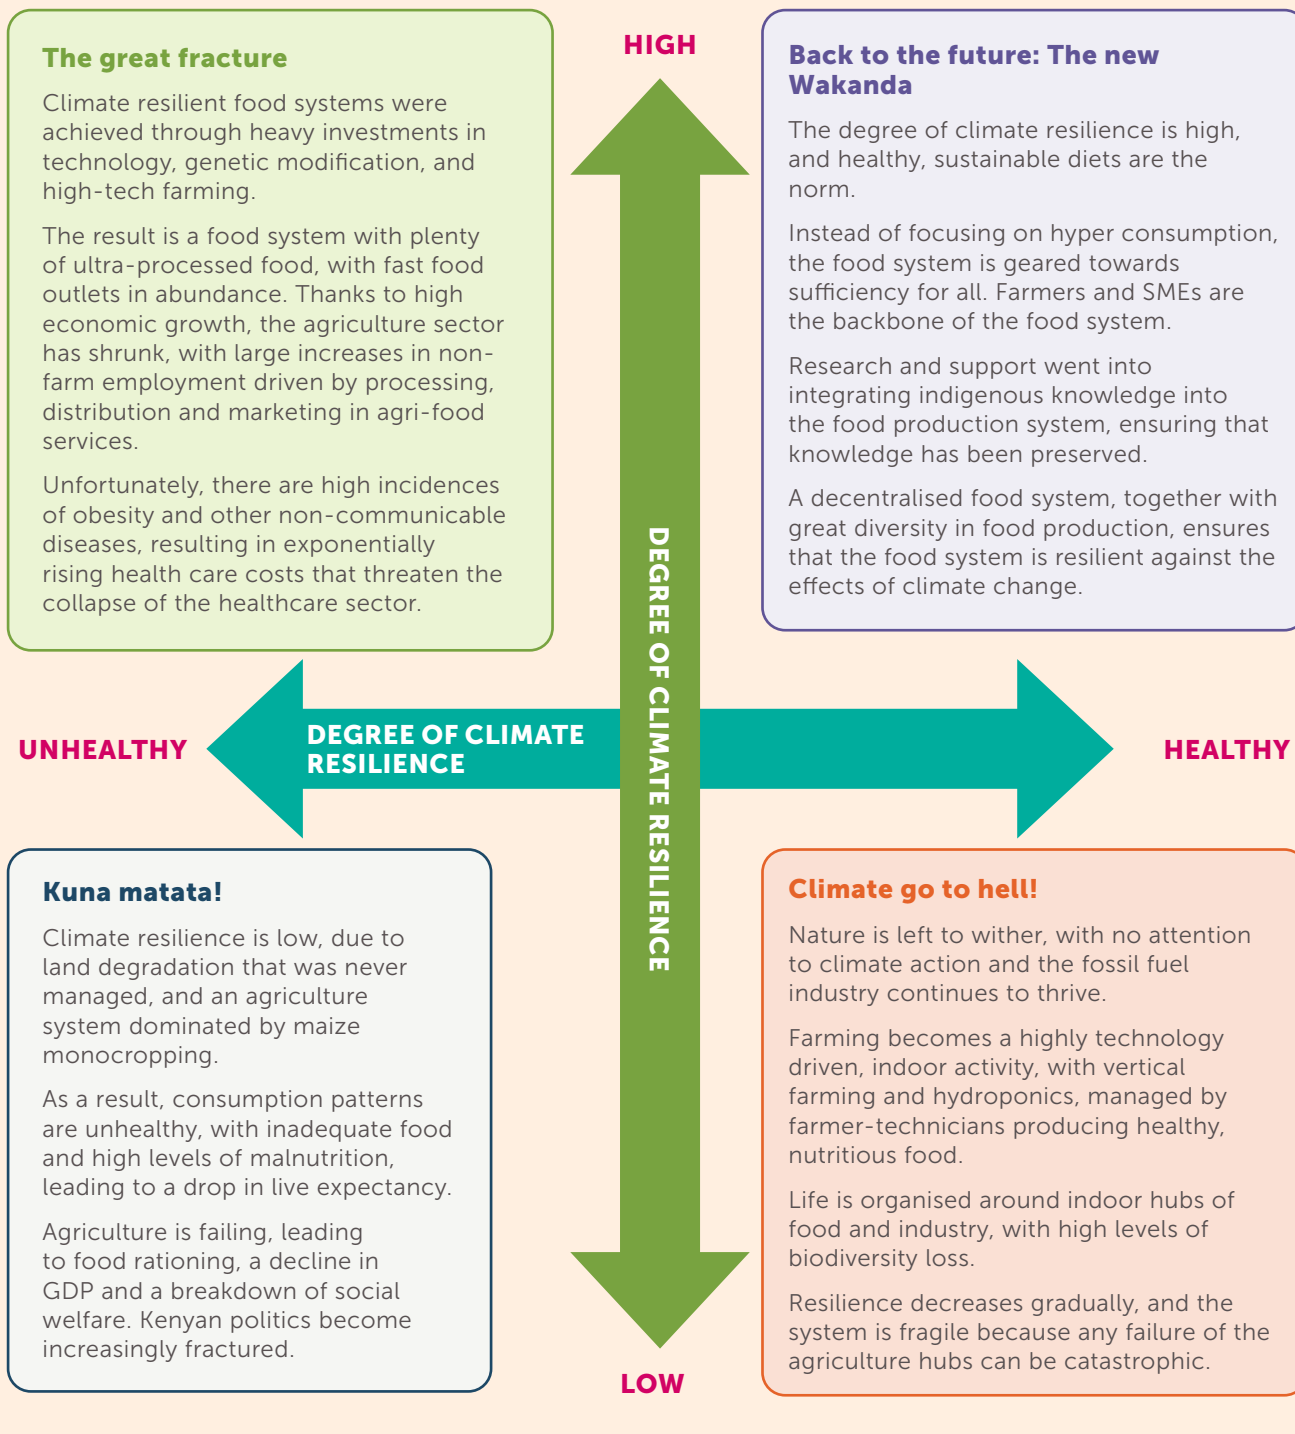 The great fracture
Climate resilient food systems were
achieved through heavy investments in
technology, genetic modification, and
high-tech farming.
The result is a food system with plenty
of ultra-processed food, with fast food
outlets in abundance. Thanks to high
economic growth, the agriculture sector
has shrunk, with large increases in non-
farm employment driven by processing,
distribution and marketing in agri-food
services.
Unfortunately, there are high incidences
of obesity and other non-communicable
diseases, resulting in exponentially
rising health care costs that threaten the
collapse of the healthcare sector.
HIGH
Back to the future: The new
Wakanda
The degree of climate resilience is high,
and healthy, sustainable diets are the
norm.
Instead of focusing on hyper consumption,
the food system is geared towards
sufficiency for all. Farmers and SMEs are
the backbone of the food system.
Research and support went into
integrating indigenous knowledge into
the food production system, ensuring that
knowledge has been preserved.
A decentralised food system, together with
great diversity in food production, ensures
that the food system is resilient against the
effects of climate change.
DEGREE OF CLIMATE RESILIENCE
UNHEALTHY
DEGREE OF CLIMATE
RESILIENCE
HEALTHY
Kuna matata!
Climate resilience is low, due to
land degradation that was never
managed, and an agriculture
system dominated by maize
monocropping.
As a result, consumption patterns
are unhealthy, with inadequate food
and high levels of malnutrition,
leading to a drop in live expectancy.
Agriculture is failing, leading
to food rationing, a decline in
GDP and a breakdown of social
welfare. Kenyan politics become
increasingly fractured.
Climate go to hell!
Nature is left to wither, with no attention
to climate action and the fossil fuel
industry continues to thrive.
Farming becomes a highly technology
driven, indoor activity, with vertical
farming and hydroponics, managed by
farmer-technicians producing healthy,
nutritious food.
Life is organised around indoor hubs of
food and industry, with high levels of
biodiversity loss.
Resilience decreases gradually, and the
system is fragile because any failure of the
agriculture hubs can be catastrophic.
LOW